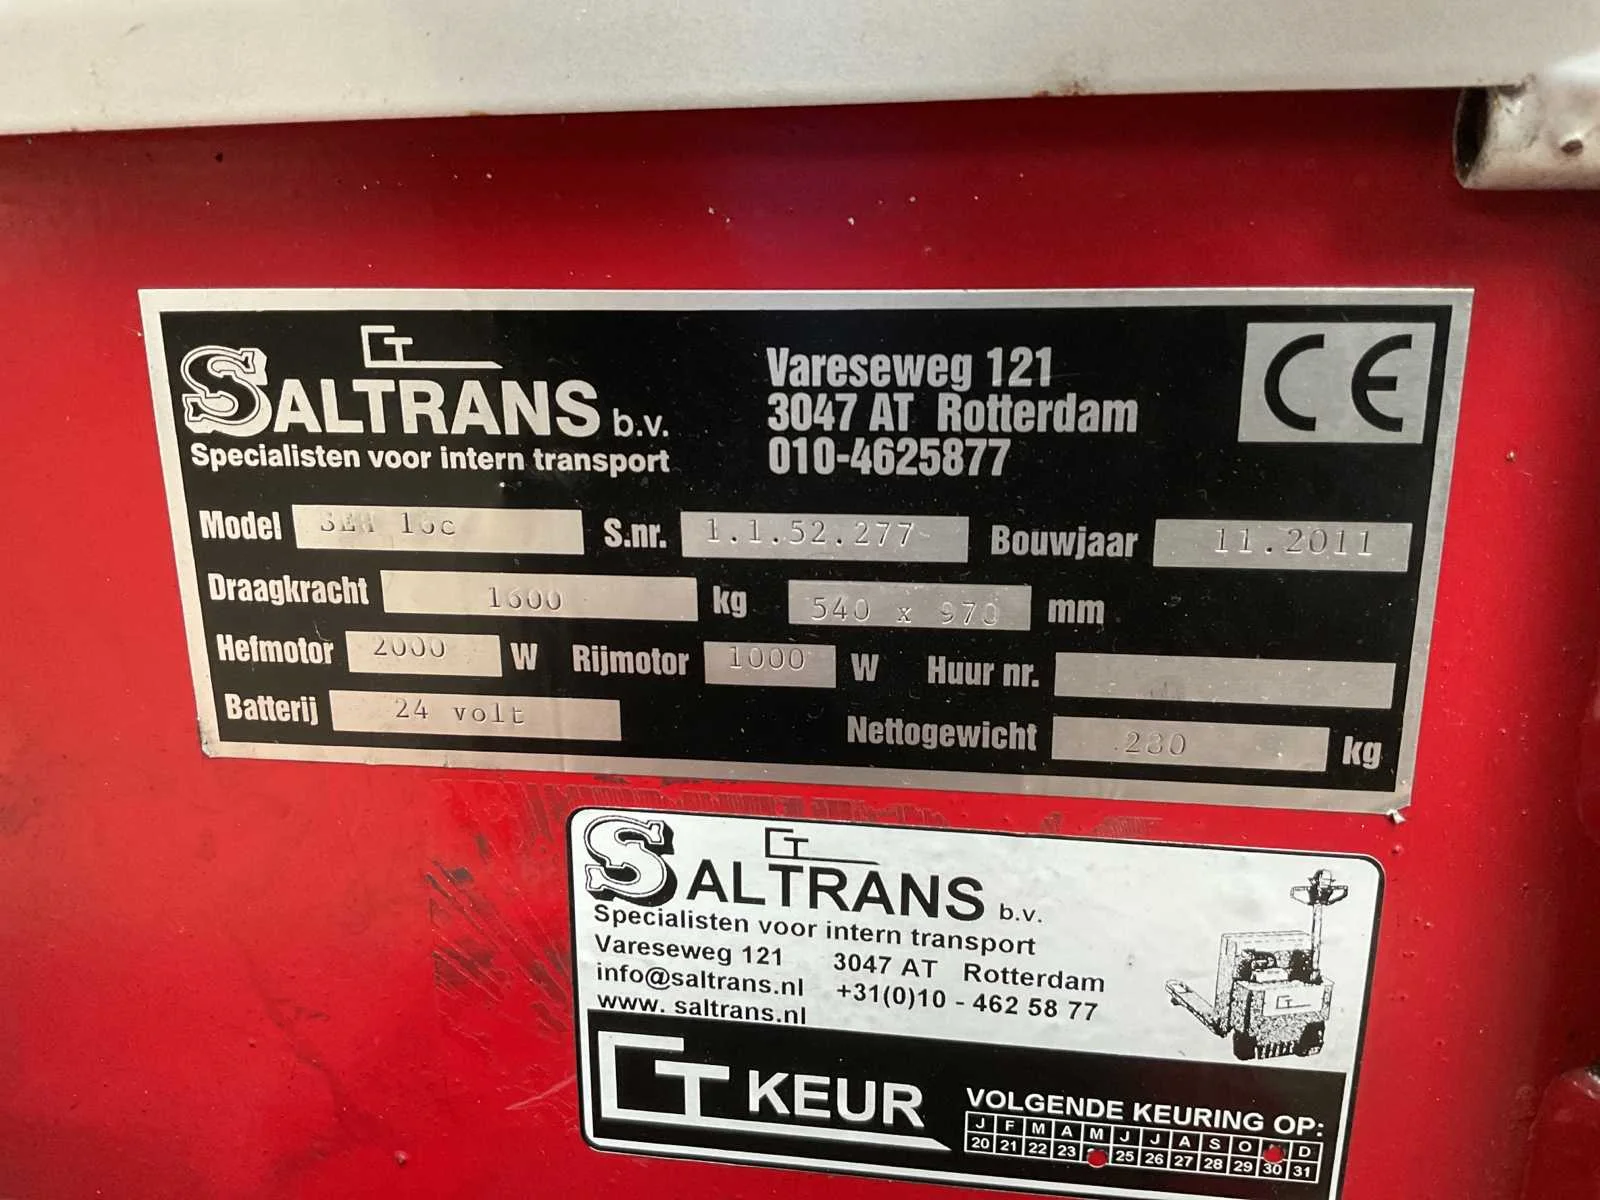 SALTRANS b.v.
Specialisten voor intern transport
Vareseweg 121
3047 AT Rotterdam
010-4625877
CE
Model 16c S.nr. 1.1.52.277 Bouwjaar 11.2011
Draagkracht 1600 kg 540 x 970 mm
Hefmotor 2000 W Rijmotor 1000 W Huur nr.
Batterij 24 volt Nettogewicht kg
SALTRANS b.v.
Specialisten voor intern transport
Vareseweg 121 3047 AT Rotterdam
info@saltrans.nl +31(0)10 - 462 58 77
www. saltrans.nl
CT KEUR
VOLGENDE KEURING OP:
J F M A M J J A S O D
20 21 22 23 25 26 27 28 29 30 31